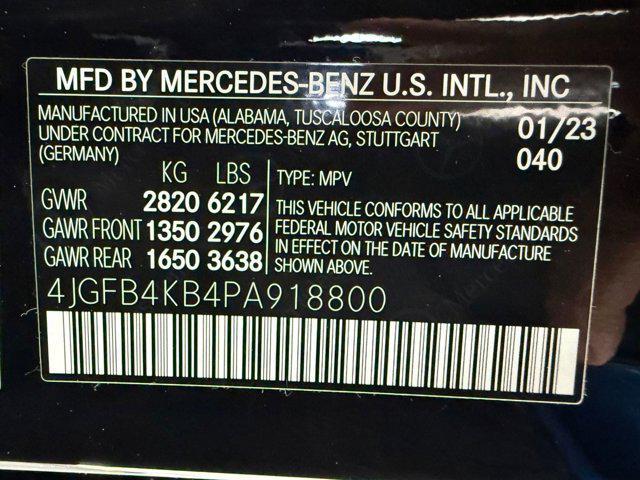 MFD BY MERCEDES-BENZ U.S. INTL., INC
MANUFACTURED IN USA (ALABAMA, TUSCALOOSA COUNTY)
UNDER CONTRACT FOR MERCEDES-BENZ AG, STUTTGART
(GERMANY)
01/23
040
KG LBS
GVWR 2820 6217
GAWR FRONT 1350 2976
GAWR REAR 1650 3638
TYPE: MPV
THIS VEHICLE CONFORMS TO ALL APPLICABLE
FEDERAL MOTOR VEHICLE SAFETY STANDARDS
IN EFFECT ON THE DATE OF MANUFACTURE
SHOWN ABOVE.
4JGFB4KB4PA918800